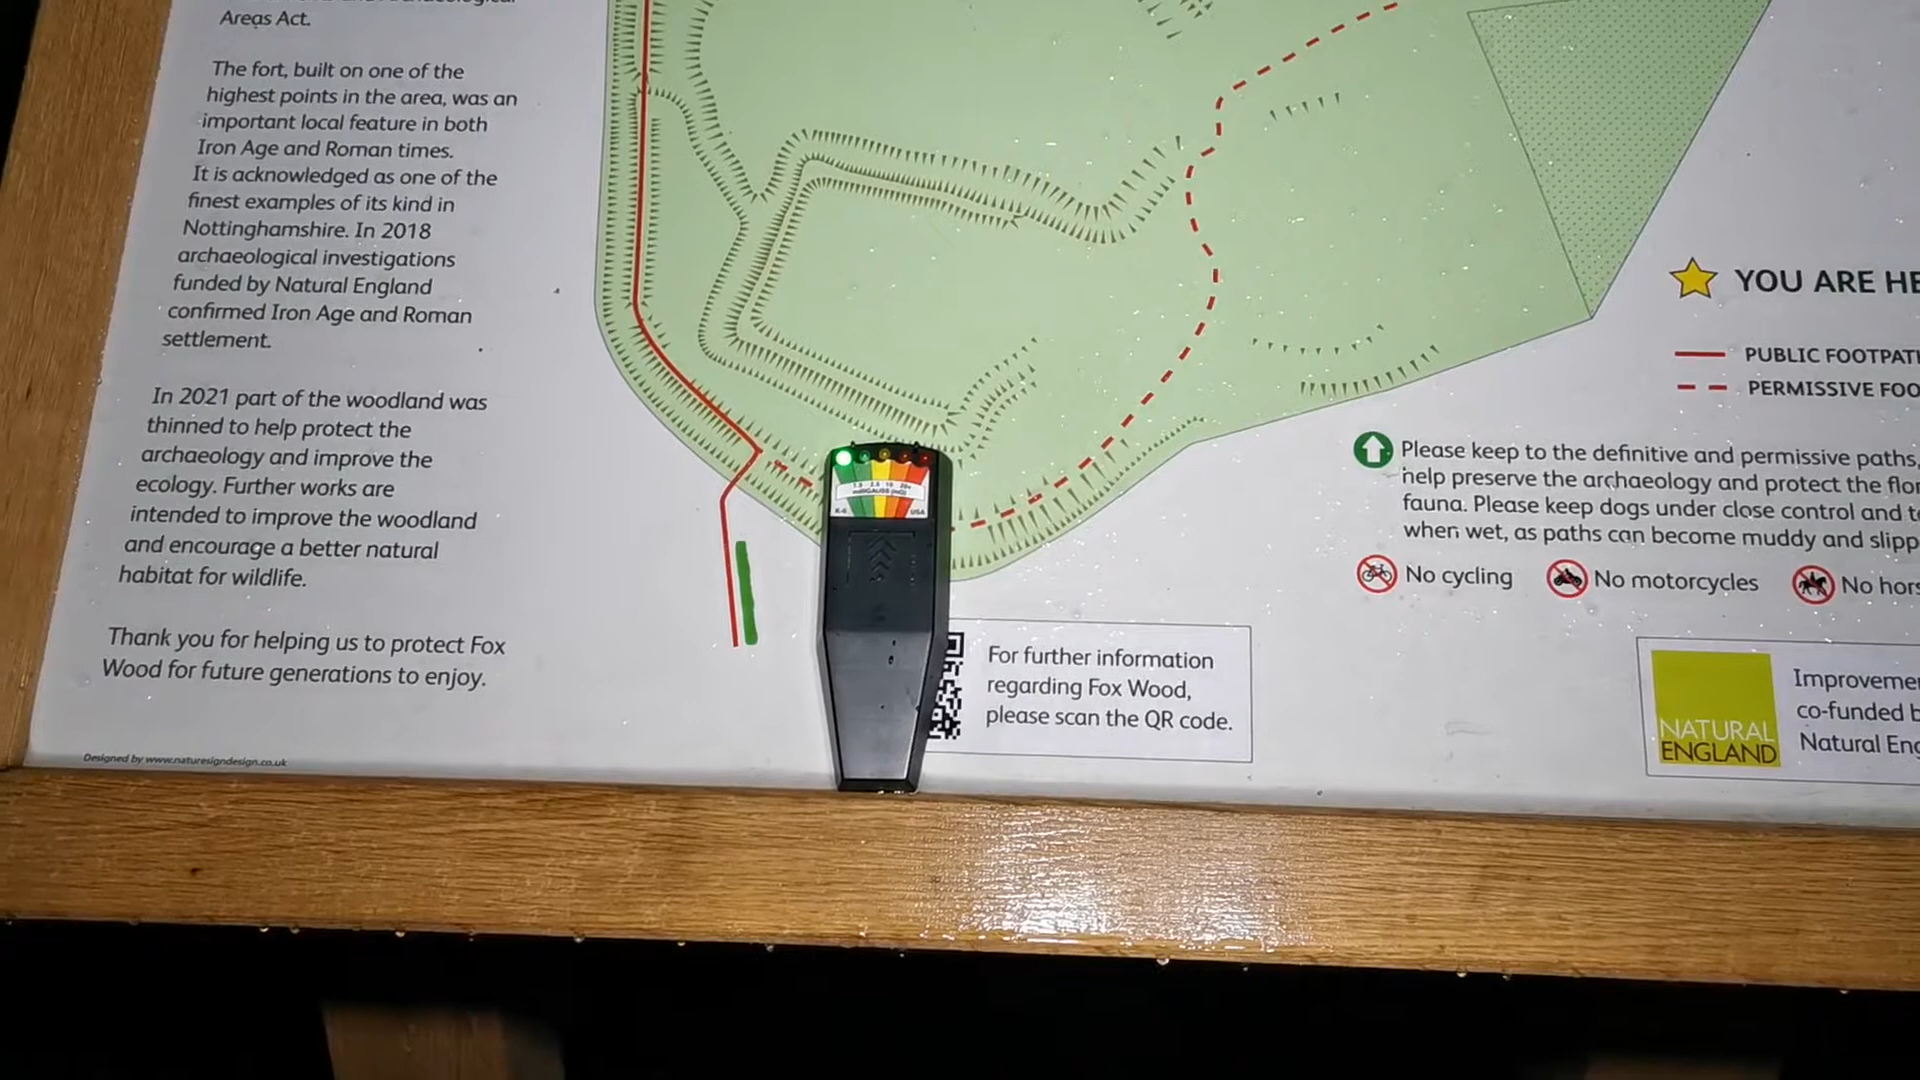 Areas Act.
The fort, built on one of the
highest points in the area, was an
important local feature in both
Iron Age and Roman times.
It is acknowledged as one of the
finest examples of its kind in
Nottinghamshire. In 2018
archaeological investigations
funded by Natural England
confirmed Iron Age and Roman
settlement.
In 2021 part of the woodland was
thinned to help protect the
archaeology and improve the
ecology. Further works are
intended to improve the woodland
and encourage a better natural
habitat for wildlife.
Thank you for helping us to protect Fox
Wood for future generations to enjoy.
Designed by www.naturesigndesign.co.uk
milliGAUSS (mG)
K-II
USA
For further information
regarding Fox Wood,
please scan the QR code.
YOU ARE HE
PUBLIC FOOTPAT
PERMISSIVE FOO
Please keep to the definitive and permissive paths,
help preserve the archaeology and protect the flor
fauna. Please keep dogs under close control and t
when wet, as paths can become muddy and slipp
No cycling
No motorcycles
No hors
NATURAL
ENGLAND
Improvemen
co-funded b
Natural Eng